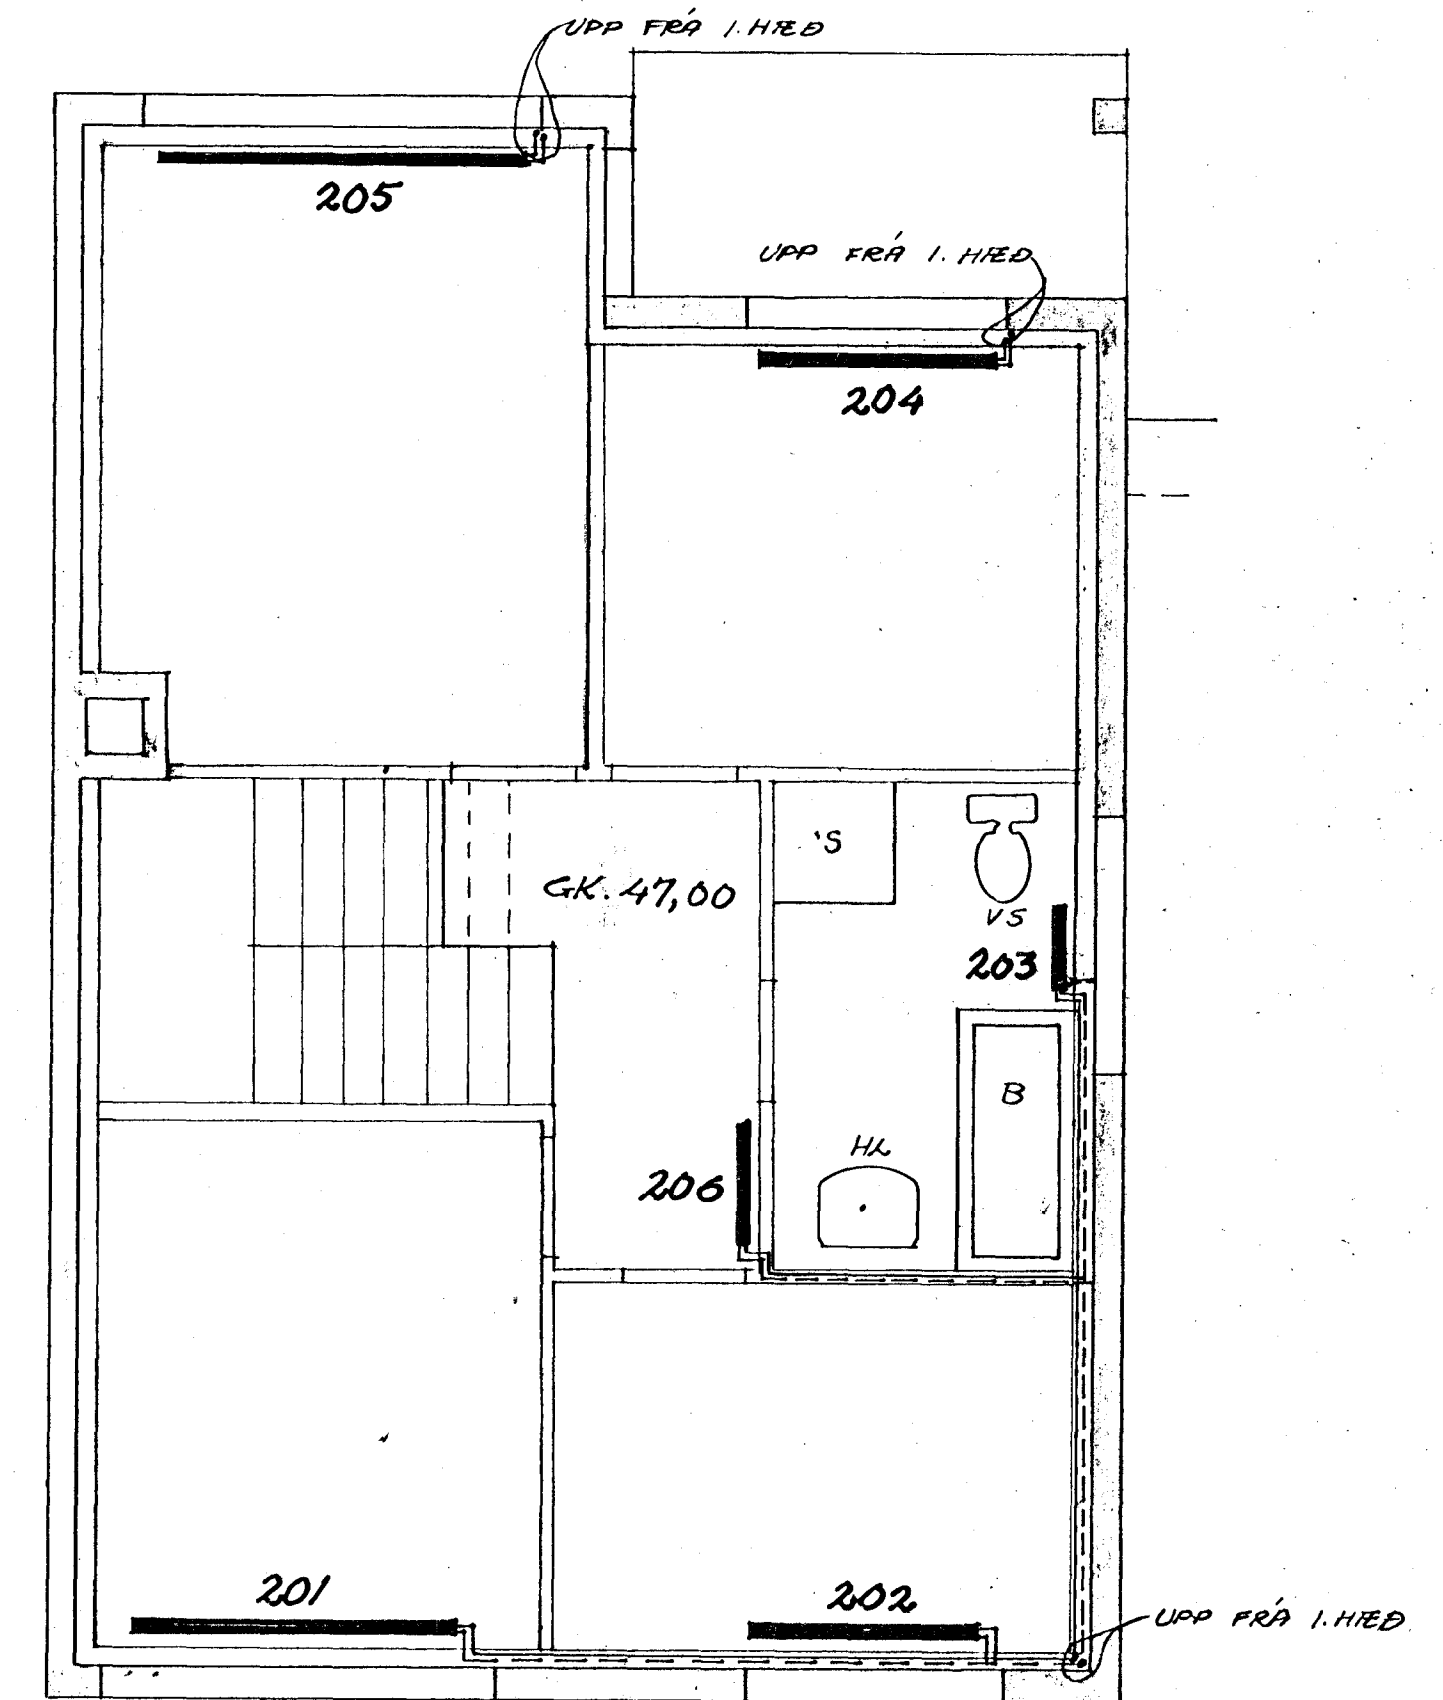 UPP FRÁ 1. HÆÐ
205
UPP FRÁ 1. HÆÐ
204
S
GK. 47,00
VS
203
B
HL
206
201
202
UPP FRÁ 1. HÆÐ